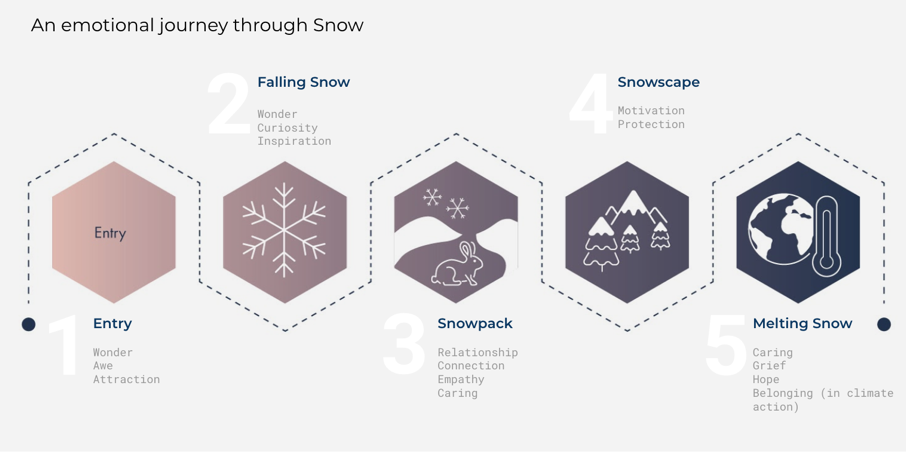 An emotional journey through Snow
2
Falling Snow
Wonder
Curiosity
Inspiration
4
Snowscape
Motivation
Protection
Entry
1
Entry
Wonder
Awe
Attraction
3
Snowpack
Relationship
Connection
Empathy
Caring
5
Melting Snow
Caring
Grief
Hope
Belonging (in climate
action)